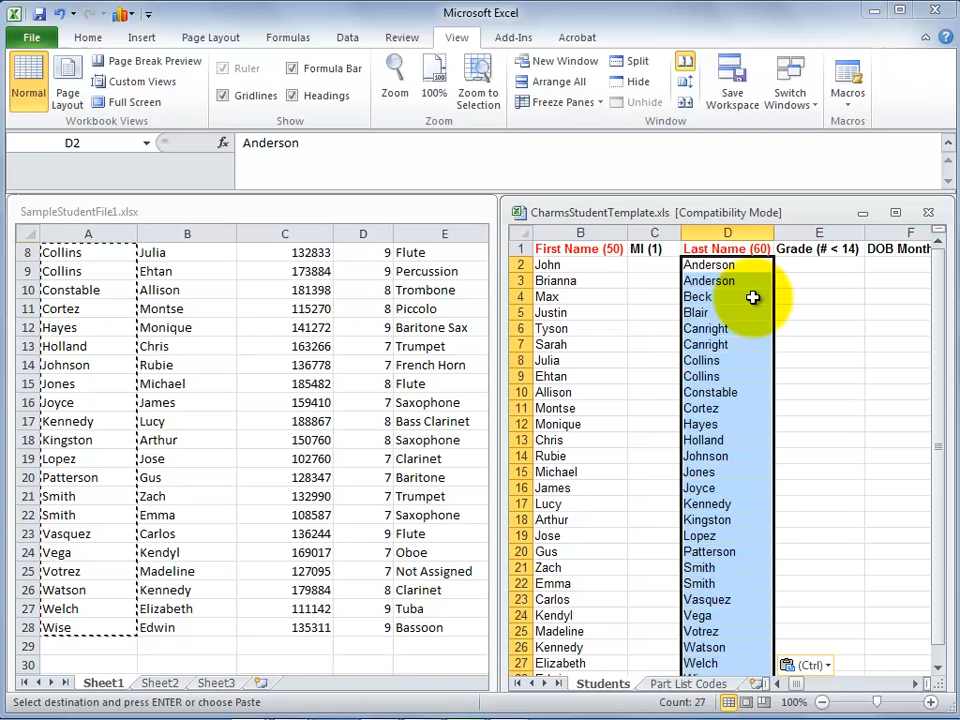 Microsoft Excel
File Home Insert Page Layout Formulas Data Review View Add-Ins Acrobat
Normal
Page Layout
Page Break Preview
Custom Views
Full Screen
Workbook Views
Ruler
Formula Bar
Gridlines
Headings
Show
Zoom
100%
Zoom to Selection
Zoom
New Window
Arrange All
Freeze Panes
Split
Hide
Unhide
Save Workspace
Switch Windows
Window
Macros
Macros
D2 fx Anderson
SampleStudentFile1.xlsx
A B C D E
8 Collins Julia 132833 9 Flute
9 Collins Ehtan 173884 9 Percussion
10 Constable Allison 181398 8 Trombone
11 Cortez Montse 115270 8 Piccolo
12 Hayes Monique 141272 9 Baritone Sax
13 Holland Chris 163266 7 Trumpet
14 Johnson Rubie 136778 7 French Horn
15 Jones Michael 185482 8 Flute
16 Joyce James 159410 7 Saxophone
17 Kennedy Lucy 188867 8 Bass Clarinet
18 Kingston Arthur 150760 8 Saxophone
19 Lopez Jose 102760 7 Clarinet
20 Patterson Gus 128347 7 Baritone
21 Smith Zach 132990 7 Trumpet
22 Smith Emma 108587 7 Saxophone
23 Vasquez Carlos 136244 9 Flute
24 Vega Kendyl 169017 7 Oboe
25 Votrez Madeline 127095 7 Not Assigned
26 Watson Kennedy 179884 8 Clarinet
27 Welch Elizabeth 111142 9 Tuba
28 Wise Edwin 135311 9 Bassoon
29
30
Sheet1 Sheet2 Sheet3
CharmsStudentTemplate.xls [Compatibility Mode]
B C D E F
1 First Name (50) MI (1) Last Name (60) Grade (# < 14) DOB Month
2 John Anderson
3 Brianna Anderson
4 Max Beck
5 Justin Blair
6 Tyson Canright
7 Sarah Canright
8 Julia Collins
9 Ehtan Collins
10 Allison Constable
11 Montse Cortez
12 Monique Hayes
13 Chris Holland
14 Rubie Johnson
15 Michael Jones
16 James Joyce
17 Lucy Kennedy
18 Arthur Kingston
19 Jose Lopez
20 Gus Patterson
21 Zach Smith
22 Emma Smith
23 Carlos Vasquez
24 Kendyl Vega
25 Madeline Votrez
26 Kennedy Watson
27 Elizabeth Welch
(Ctrl)
Students Part List Codes
Select destination and press ENTER or choose Paste Count: 27 100%